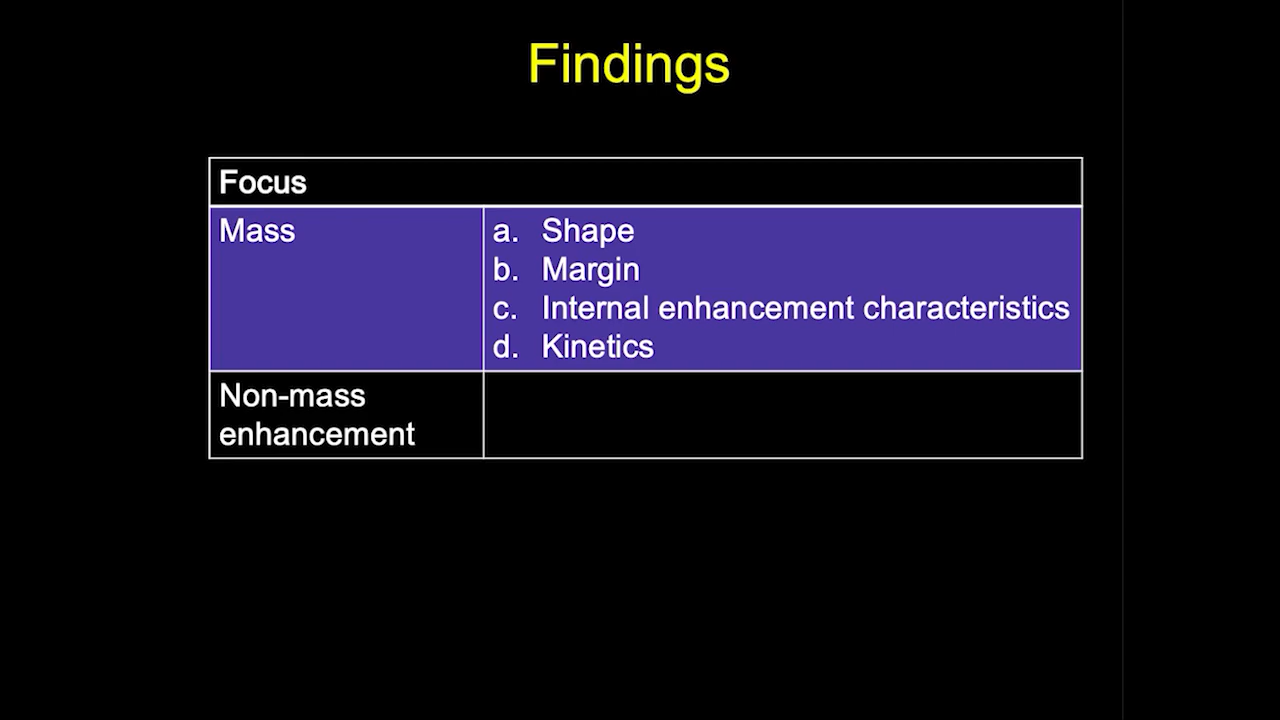 Findings
Focus
Mass
a. Shape
b. Margin
c. Internal enhancement characteristics
d. Kinetics
Non-mass
enhancement